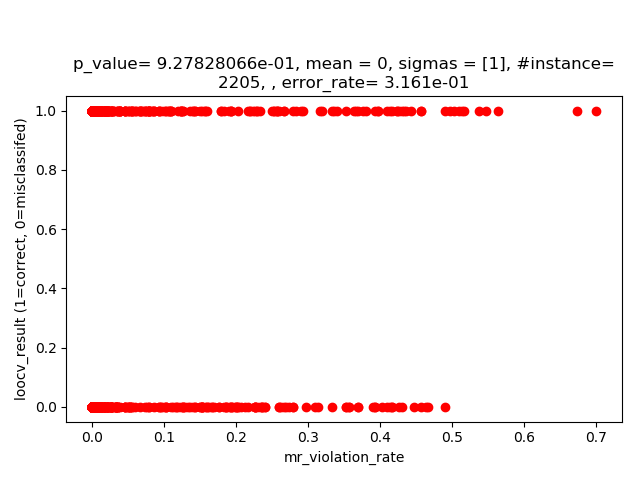 p_value= 9.27828066e-01, mean = 0, sigmas = [1], #instance=
2205, , error_rate= 3.161e-01
1.0
0.8
0.6
0.4
0.2
0.0
loocv_result (1=correct, 0=misclassifed)
0.0 0.1 0.2 0.3 0.4 0.5 0.6 0.7
mr_violation_rate